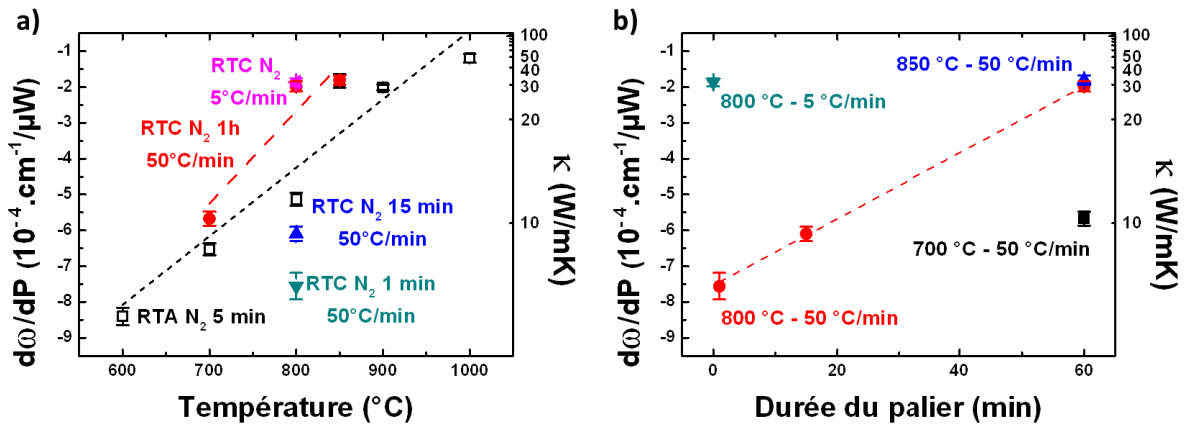 a)
dω/dP (10⁻⁴.cm⁻¹/µW)
-1
-2
-3
-4
-5
-6
-7
-8
-9
RTC N₂
5°C/min
RTC N₂ 1h
50°C/min
RTC N₂ 15 min
50°C/min
RTC N₂ 1 min
50°C/min
RTA N₂ 5 min
100
40
30
20
10
κ (W/mK)
600
700
800
900
1000
Température (°C)
b)
dω/dP (10⁻⁴.cm⁻¹/µW)
-1
-2
-3
-4
-5
-6
-7
-8
-9
850 °C - 50 °C/min
800 °C - 5 °C/min
700 °C - 50 °C/min
800 °C - 50 °C/min
100
40
30
20
10
κ (W/mK)
0
20
40
60
Durée du palier (min)